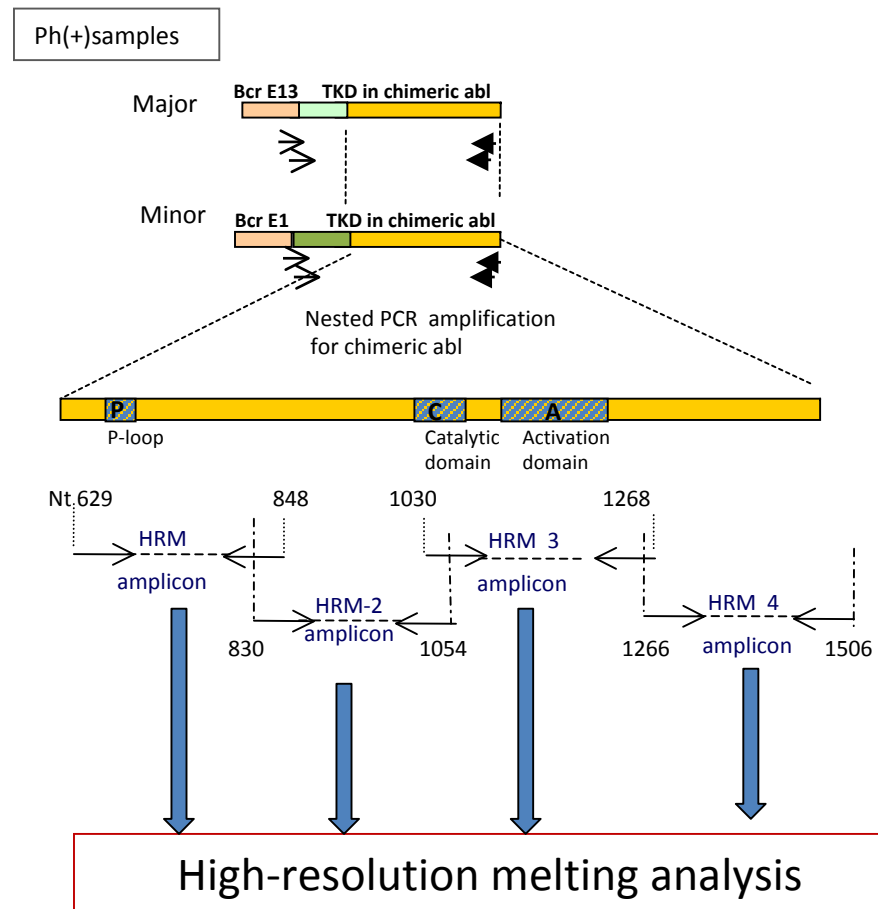 Ph(+)samples
Bcr E13 TKD in chimeric abl
Major
Minor
Bcr E1 TKD in chimeric abl
Nested PCR amplification
for chimeric abl
P C A
P-loop Catalytic Activation
domain domain
Nt 629 848 1030 1268
HRM HRM 3
amplicon amplicon
HRM-2 HRM 4
amplicon amplicon
830 1054 1266 1506
High-resolution melting analysis